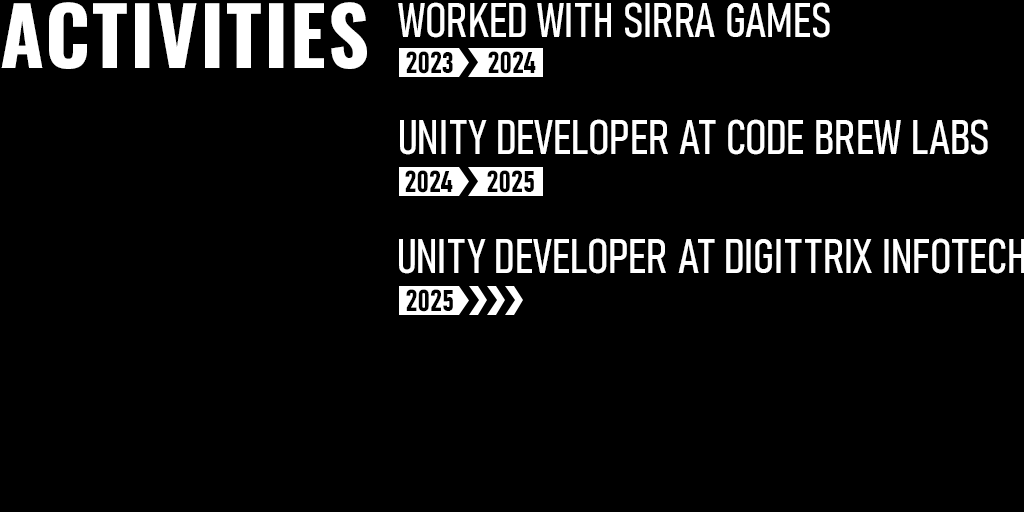 ACTIVITIES
WORKED WITH SIRRA GAMES
2023 2024
UNITY DEVELOPER AT CODE BREW LABS
2024 2025
UNITY DEVELOPER AT DIGITTRIX INFOTECH
2025